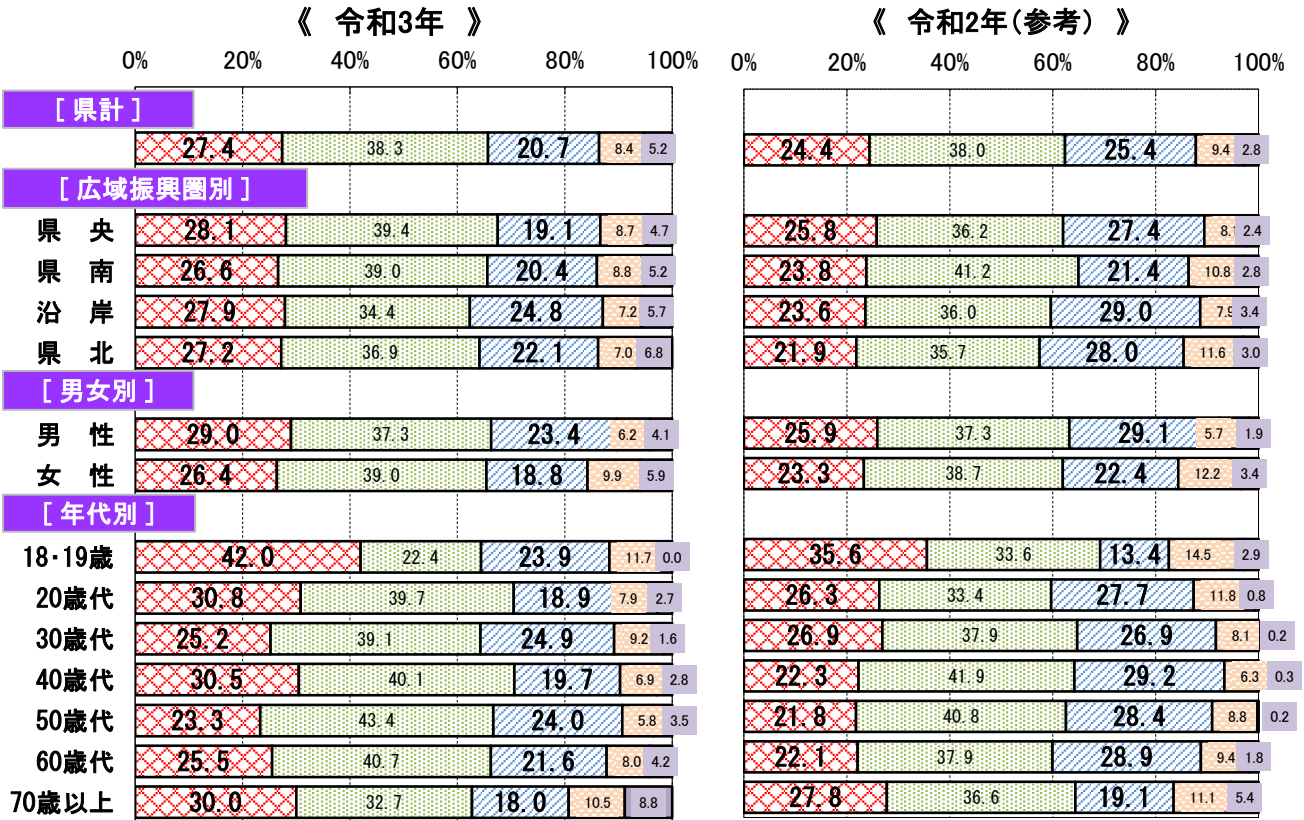 《 令和3年 》 《 令和2年(参考) 》
0% 20% 40% 60% 80% 100% 0% 20% 40% 60% 80% 100%
[ 県計 ]
27.4 38.3 20.7 8.4 5.2 24.4 38.0 25.4 9.4 2.8
[ 広域振興圏別 ]
県 央 28.1 39.4 19.1 8.7 4.7 25.8 36.2 27.4 8.1 2.4
県 南 26.6 39.0 20.4 8.8 5.2 23.8 41.2 21.4 10.8 2.8
沿 岸 27.9 34.4 24.8 7.2 5.7 23.6 36.0 29.0 7.9 3.4
県 北 27.2 36.9 22.1 7.0 6.8 21.9 35.7 28.0 11.6 3.0
[ 男女別 ]
男 性 29.0 37.3 23.4 6.2 4.1 25.9 37.3 29.1 5.7 1.9
女 性 26.4 39.0 18.8 9.9 5.9 23.3 38.7 22.4 12.2 3.4
[ 年代別 ]
18・19歳 42.0 22.4 23.9 11.7 0.0 35.6 33.6 13.4 14.5 2.9
20歳代 30.8 39.7 18.9 7.9 2.7 26.3 33.4 27.7 11.8 0.8
30歳代 25.2 39.1 24.9 9.2 1.6 26.9 37.9 26.9 8.1 0.2
40歳代 30.5 40.1 19.7 6.9 2.8 22.3 41.9 29.2 6.3 0.3
50歳代 23.3 43.4 24.0 5.8 3.5 21.8 40.8 28.4 8.8 0.2
60歳代 25.5 40.7 21.6 8.0 4.2 22.1 37.9 28.9 9.4 1.8
70歳以上 30.0 32.7 18.0 10.5 8.8 27.8 36.6 19.1 11.1 5.4